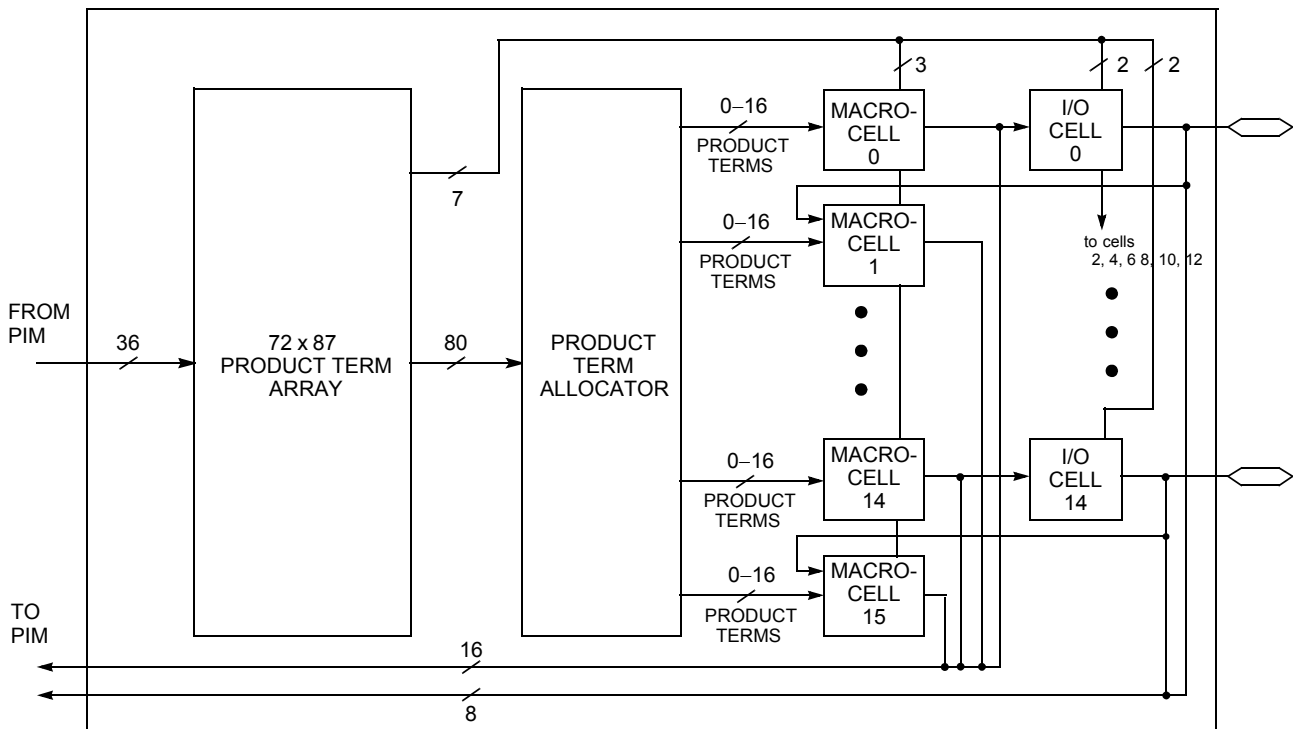 3
2
2
0–16
PRODUCT
TERMS
MACRO-
CELL
0
I/O
CELL
0
7
0–16
PRODUCT
TERMS
MACRO-
CELL
1
to cells
2, 4, 6 8, 10, 12
FROM
PIM
36
72 x 87
PRODUCT TERM
ARRAY
80
PRODUCT
TERM
ALLOCATOR
0–16
PRODUCT
TERMS
MACRO-
CELL
14
I/O
CELL
14
0–16
PRODUCT
TERMS
MACRO-
CELL
15
TO
PIM
16
8